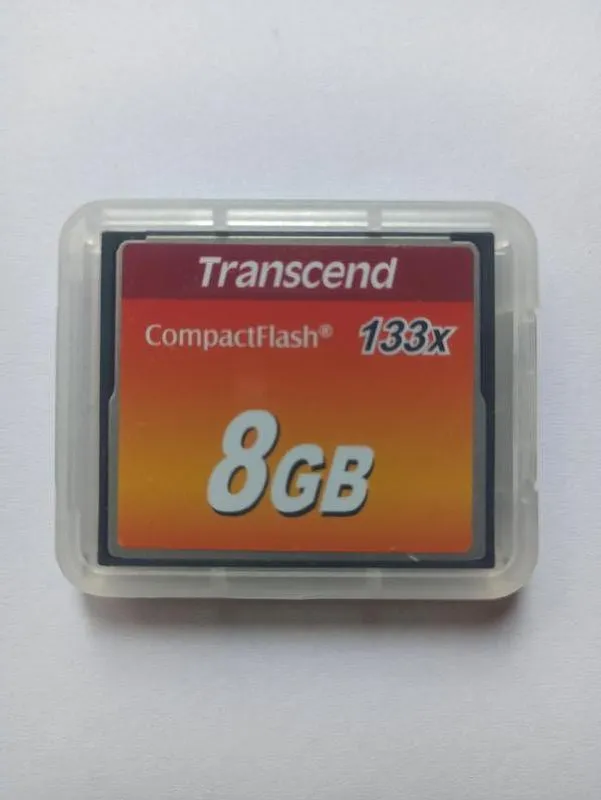 Transcend
CompactFlash® 133x
8GB